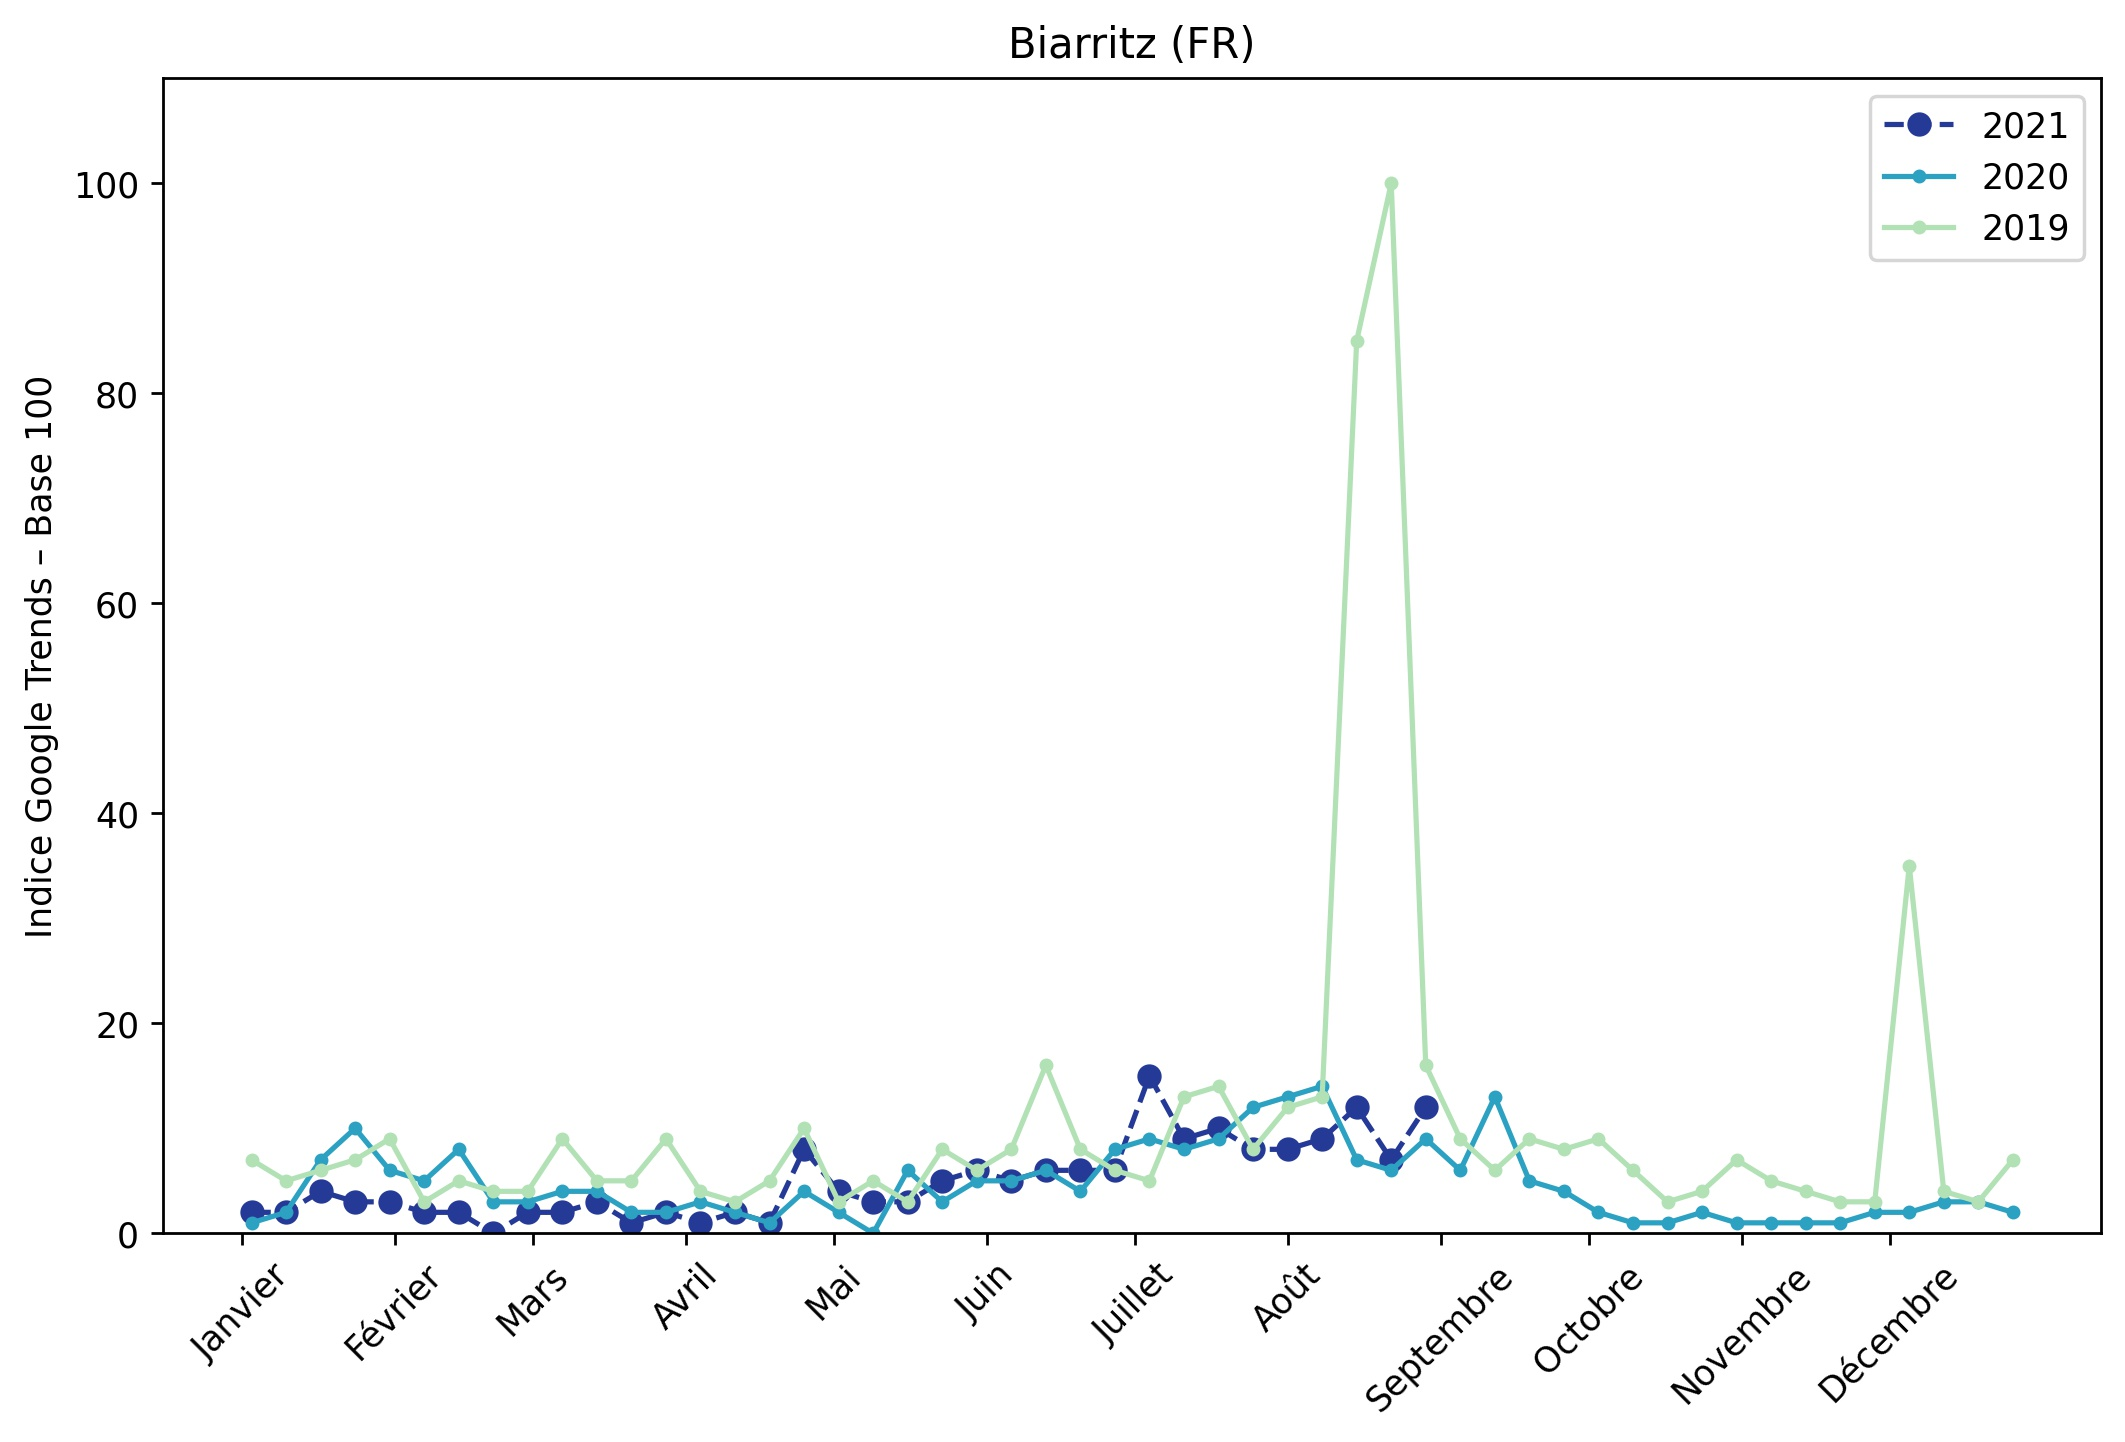 Biarritz (FR)
Indice Google Trends – Base 100
100
80
60
40
20
0
2021
2020
2019
Janvier
Février
Mars
Avril
Mai
Juin
Juillet
Août
Septembre
Octobre
Novembre
Décembre